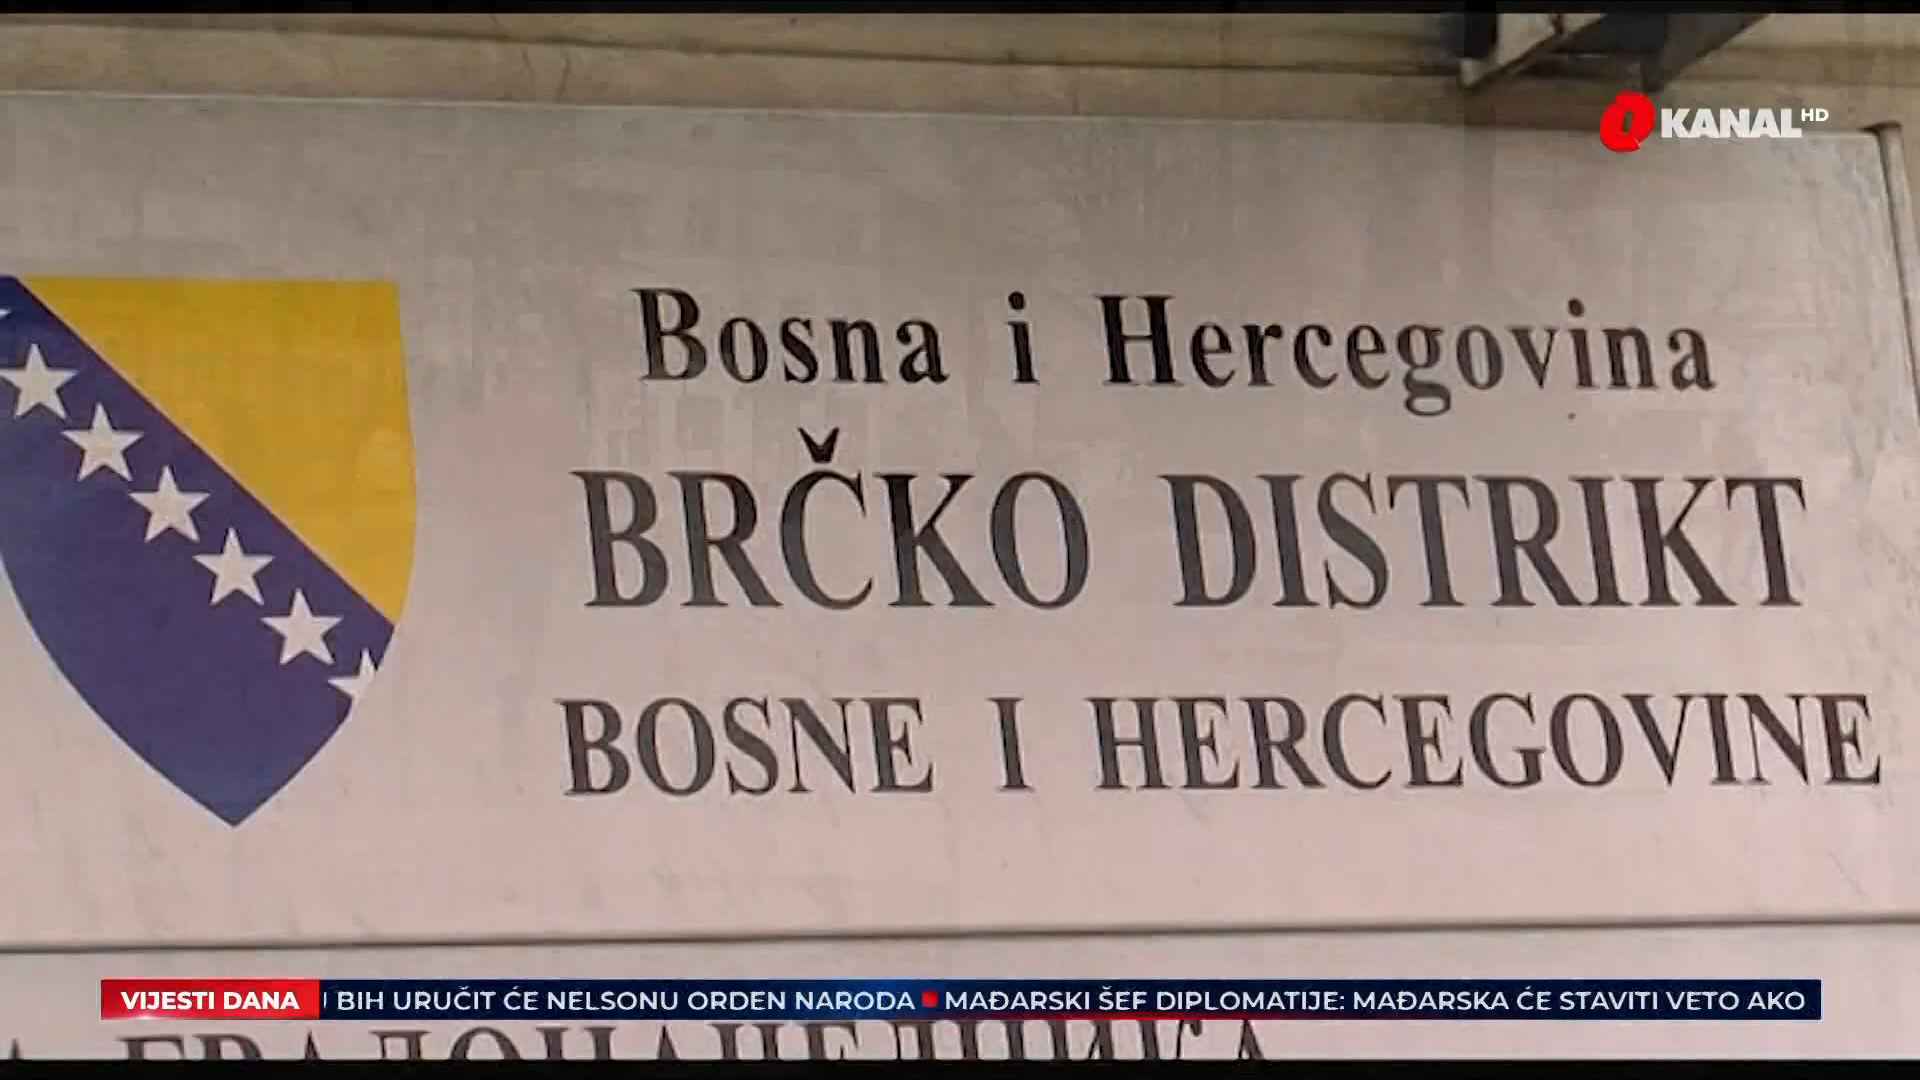 KANAL HD
Bosna i Hercegovina
BRČKO DISTRIKT
BOSNE I HERCEGOVINE
VIJESTI DANA
BIH URUČIT ĆE NELSONU ORDEN NARODA ■ MAĐARSKI ŠEF DIPLOMATIJE: MAĐARSKA ĆE STAVITI VETO AKO